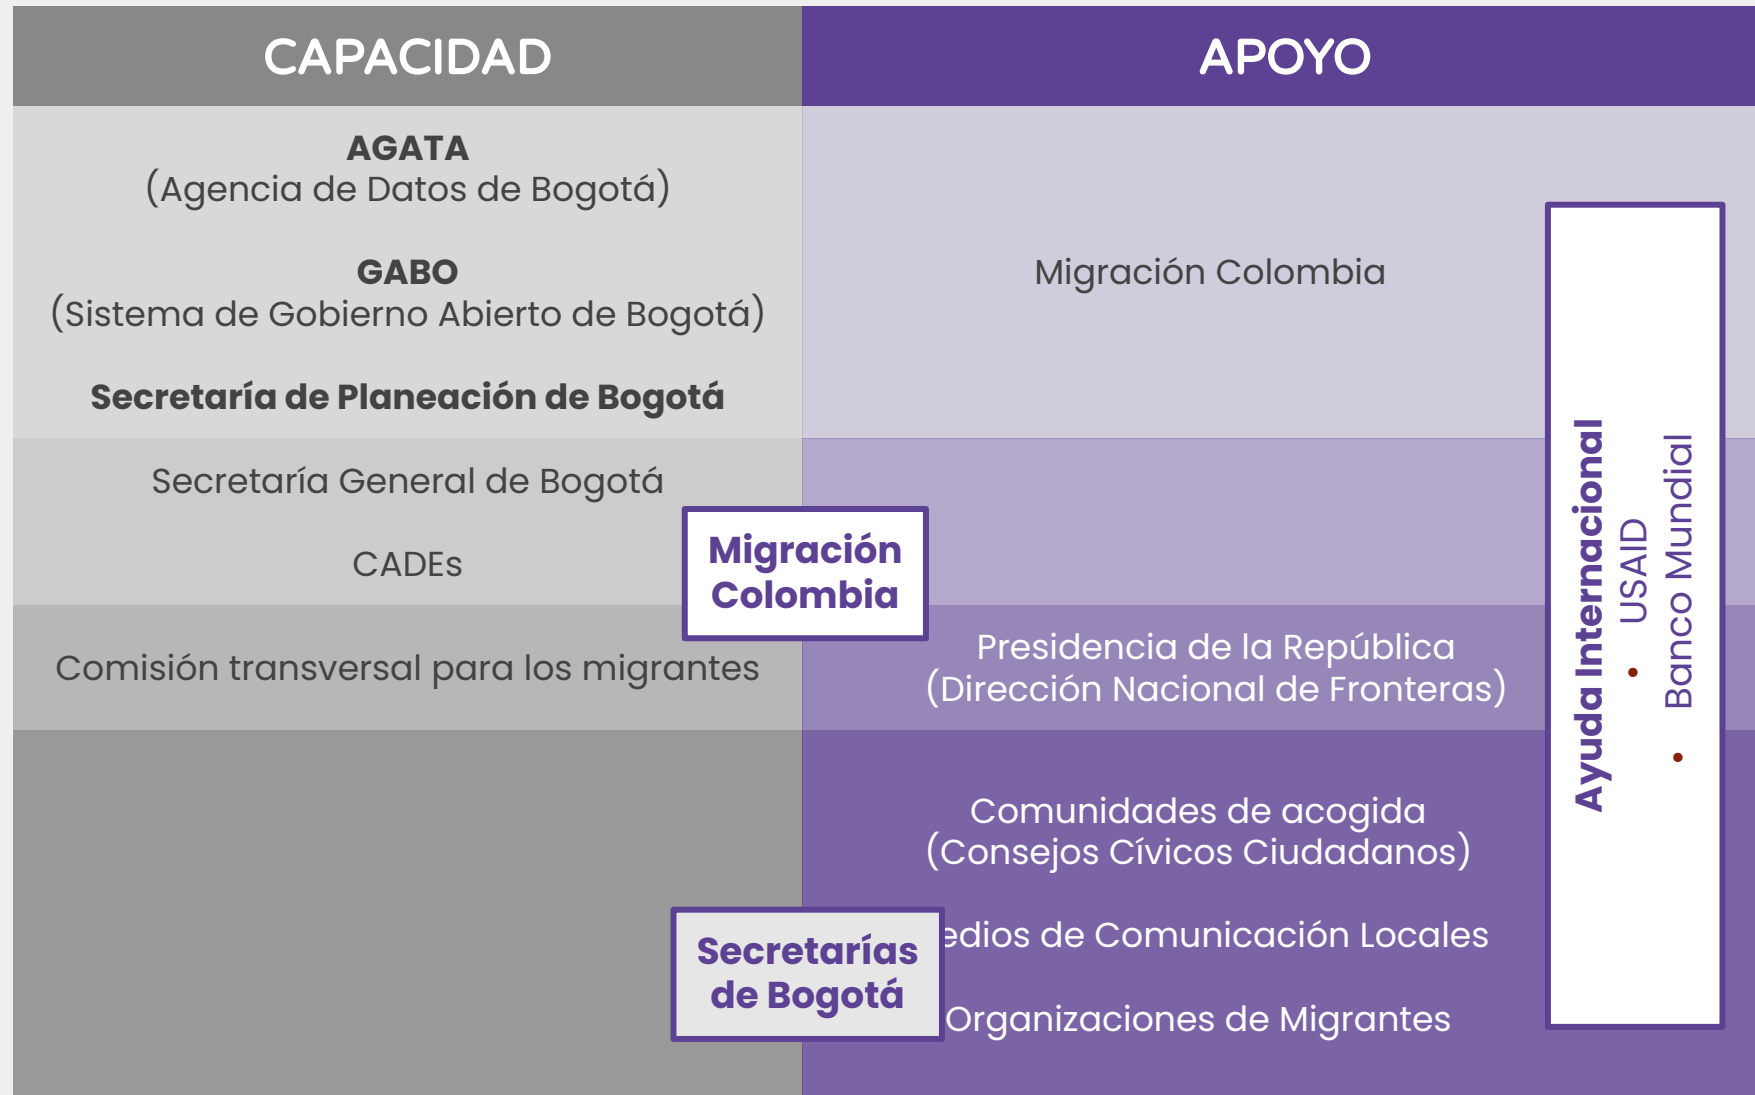 CAPACIDAD
APOYO
AGATA
(Agencia de Datos de Bogotá)
GABO
(Sistema de Gobierno Abierto de Bogotá)
Secretaría de Planeación de Bogotá
Migración Colombia
Secretaría General de Bogotá
CADEs
Migración
Colombia
Comisión transversal para los migrantes
Presidencia de la República
(Dirección Nacional de Fronteras)
Comunidades de acogida
(Consejos Cívicos Ciudadanos)
edios de Comunicación Locales
Organizaciones de Migrantes
Secretarías
de Bogotá
Ayuda Internacional
• USAID
• Banco Mundial